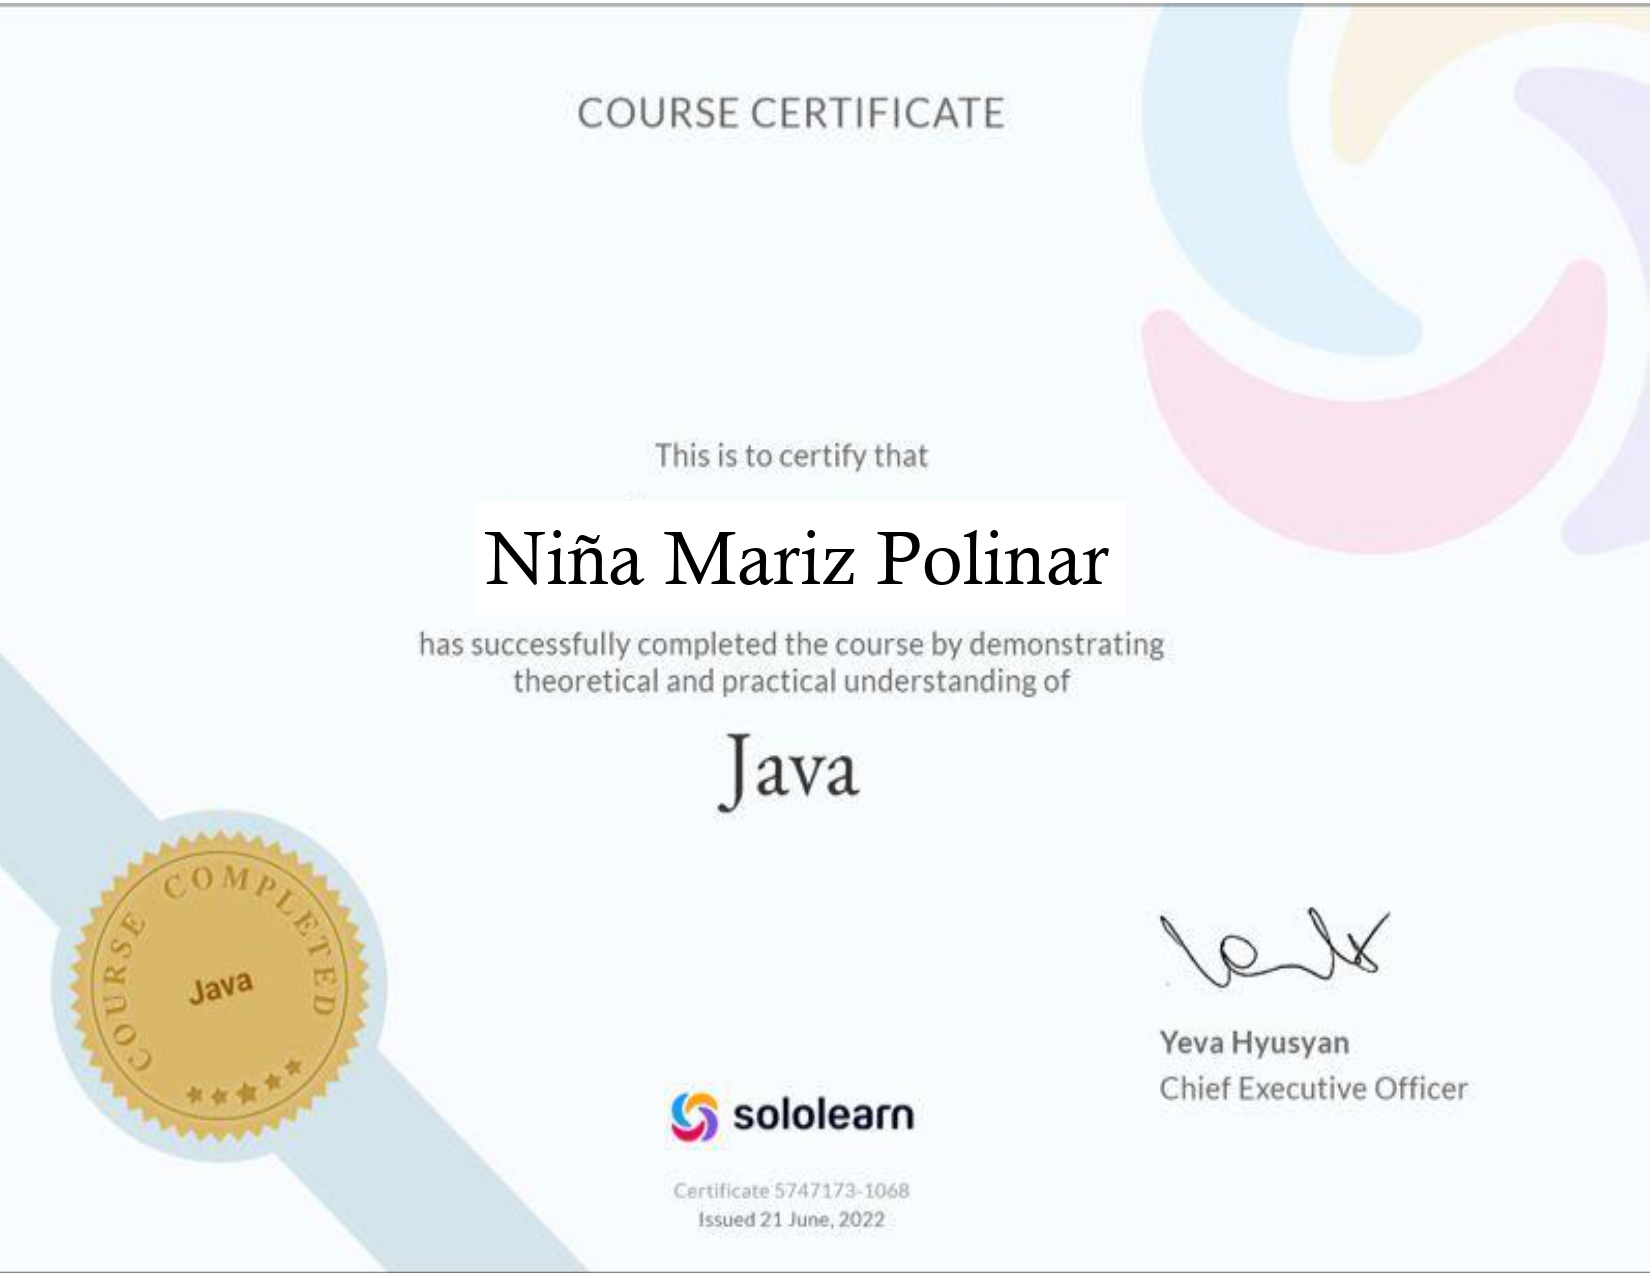 COURSE CERTIFICATE
This is to certify that
Niña Mariz Polinar
has successfully completed the course by demonstrating
theoretical and practical understanding of
Java
COURSE COMPLETED
Java
Yeva Hyusyan
Chief Executive Officer
sololearn
Certificate 5747173-1068
Issued 21 June, 2022